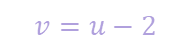 v = u − 2